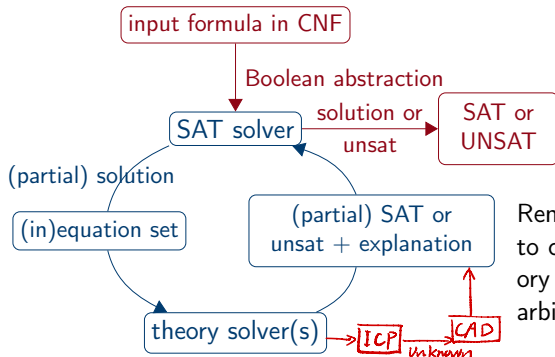 input formula in CNF
Boolean abstraction
SAT solver
solution or
unsat
SAT or
UNSAT
(partial) solution
(in)equation set
(partial) SAT or
unsat + explanation
theory solver(s)
ICP
Unknown
CAD
to
ory
arbi